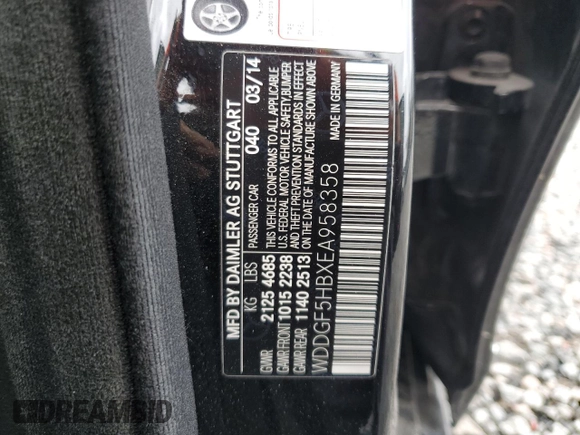 MFD BY DAIMLER AG STUTTGART
PASSENGER CAR 040 03/14
KG LBS
GVWR 2125 4685
GAWR FRONT 1015 2238
GAWR REAR 1140 2513
THIS VEHICLE CONFORMS TO ALL APPLICABLE
U.S. FEDERAL MOTOR VEHICLE SAFETY, BUMPER
AND THEFT PREVENTION STANDARDS IN EFFECT
ON THE DATE OF MANUFACTURE SHOWN ABOVE
MADE IN GERMANY
WDDGF5HBXEA958358
DREAMBID